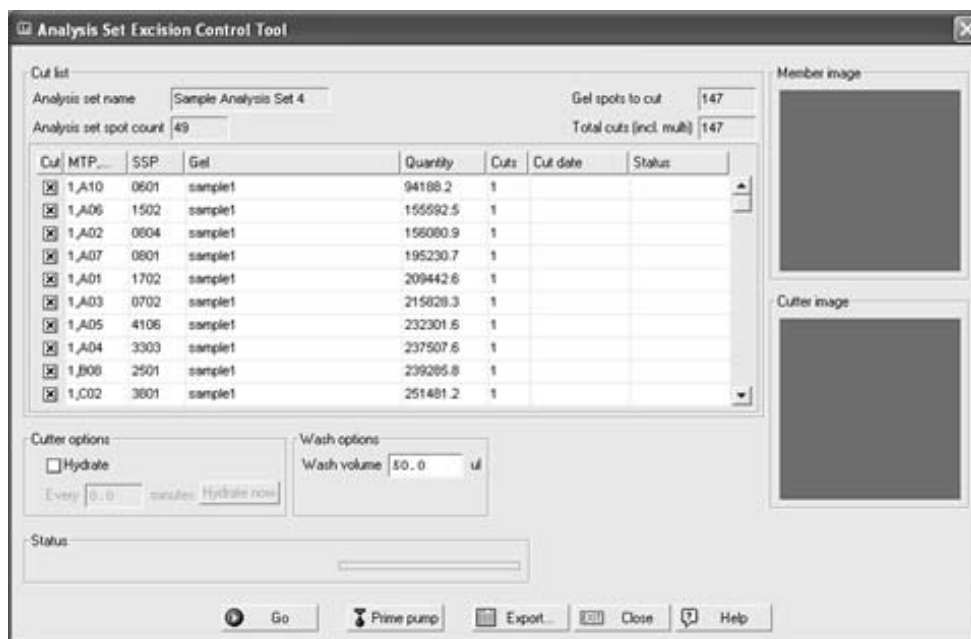 Analysis Set Excision Control Tool
Cut list
Analysis set name Sample Analysis Set 4 Gel spots to cut 147
Analysis set spot count 49 Total cuts (incl. multi) 147
Cut MTP,... SSP Gel Quantity Cuts Cut date Status
1,A10 0601 sample1 94188.2 1
1,A06 1502 sample1 155592.5 1
1,A02 0804 sample1 156080.9 1
1,A07 0801 sample1 195230.7 1
1,A01 1702 sample1 209442.6 1
1,A03 0702 sample1 215828.3 1
1,A05 4106 sample1 232301.6 1
1,A04 3303 sample1 237507.6 1
1,B08 2501 sample1 239285.8 1
1,C02 3801 sample1 251481.2 1
Member image
Cutter image
Cutter options
Hydrate
Every 0.0 minutes Hydrate now
Wash options
Wash volume 50.0 ul
Status
Go Prime pump Export... EXIT Close Help